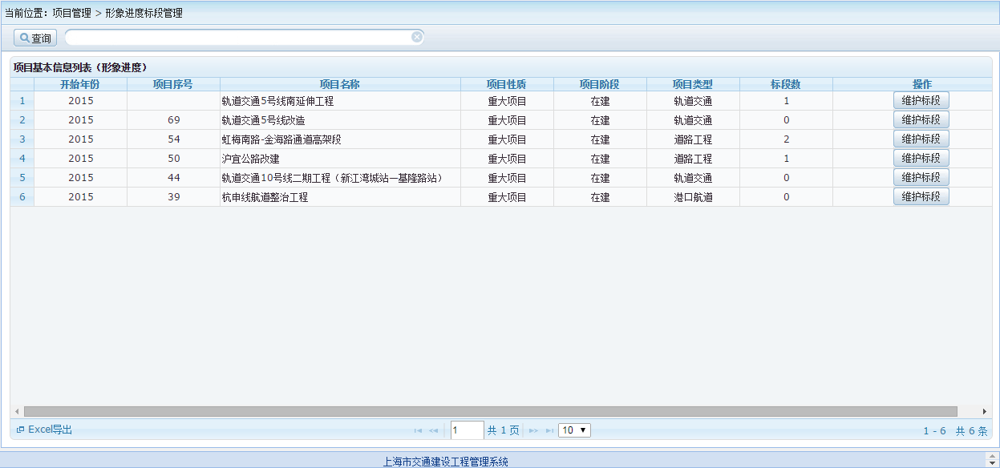 当前位置：项目管理 > 形象进度标段管理
查询
项目基本信息列表（形象进度）
开始年份 项目序号 项目名称 项目性质 项目阶段 项目类型 标段数 操作
1 2015 轨道交通5号线南延伸工程 重大项目 在建 轨道交通 1 维护标段
2 2015 69 轨道交通5号线改造 重大项目 在建 轨道交通 0 维护标段
3 2015 54 虹梅南路-金海路通道高架段 重大项目 在建 道路工程 2 维护标段
4 2015 50 沪宜公路改建 重大项目 在建 道路工程 1 维护标段
5 2015 44 轨道交通10号线二期工程（新江湾城站—基隆路站） 重大项目 在建 轨道交通 0 维护标段
6 2015 39 杭申线航道整治工程 重大项目 在建 港口航道 0 维护标段
Excel导出 1 共 1 页 10 1 - 6 共 6 条
上海市交通建设工程管理系统